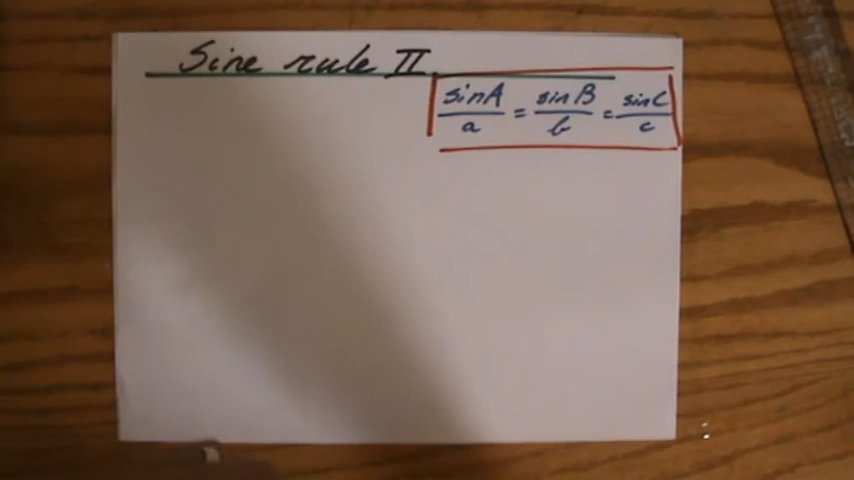 Sine rule II
sinA/a = sinB/b = sinC/c